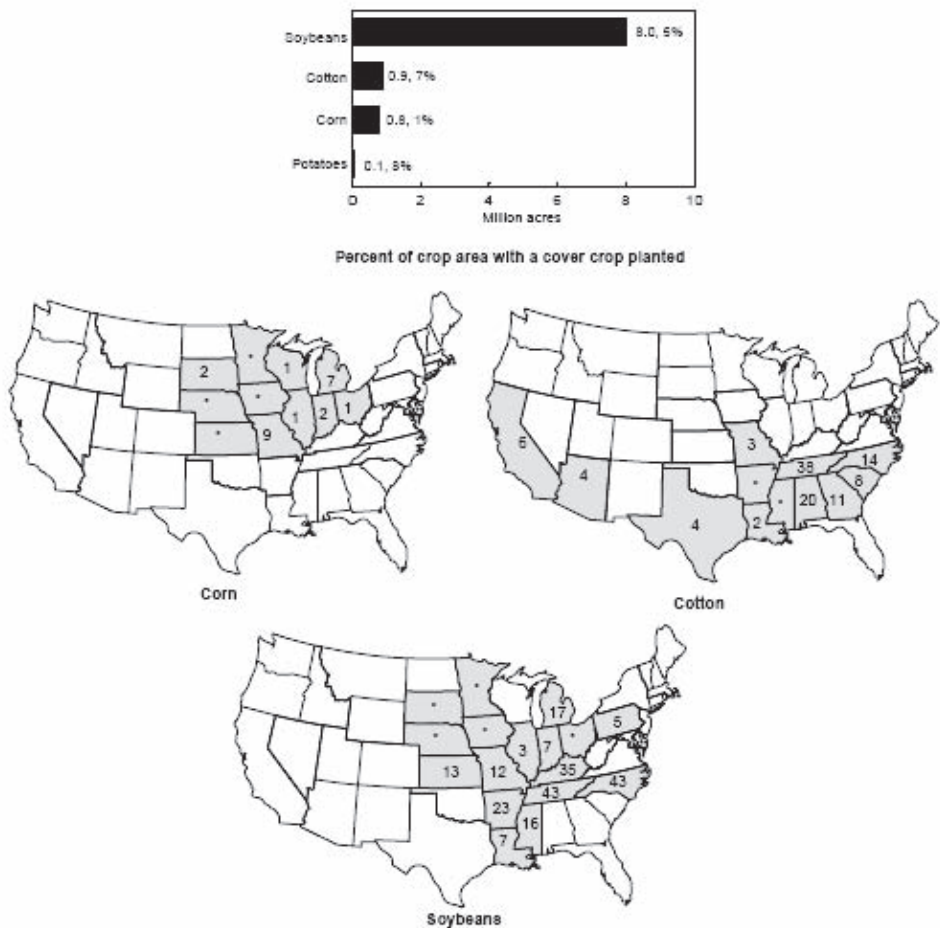 Soybeans 8.0,
Cotton 0.9, 7%
Corn 0.8, 1%
Potatoes 0.1,
0 2 4 6 8 10
Million acres
Percent of crop area with a cover crop planted
*
2 1 7
* * 1 2 1
* 9
Corn
6 3
4 38 14
* 8
4 2 * 20 11
Cotton
*
* 17
* * 3 7 * 5
13 12 35
43 43
23
7 16
Soybeans